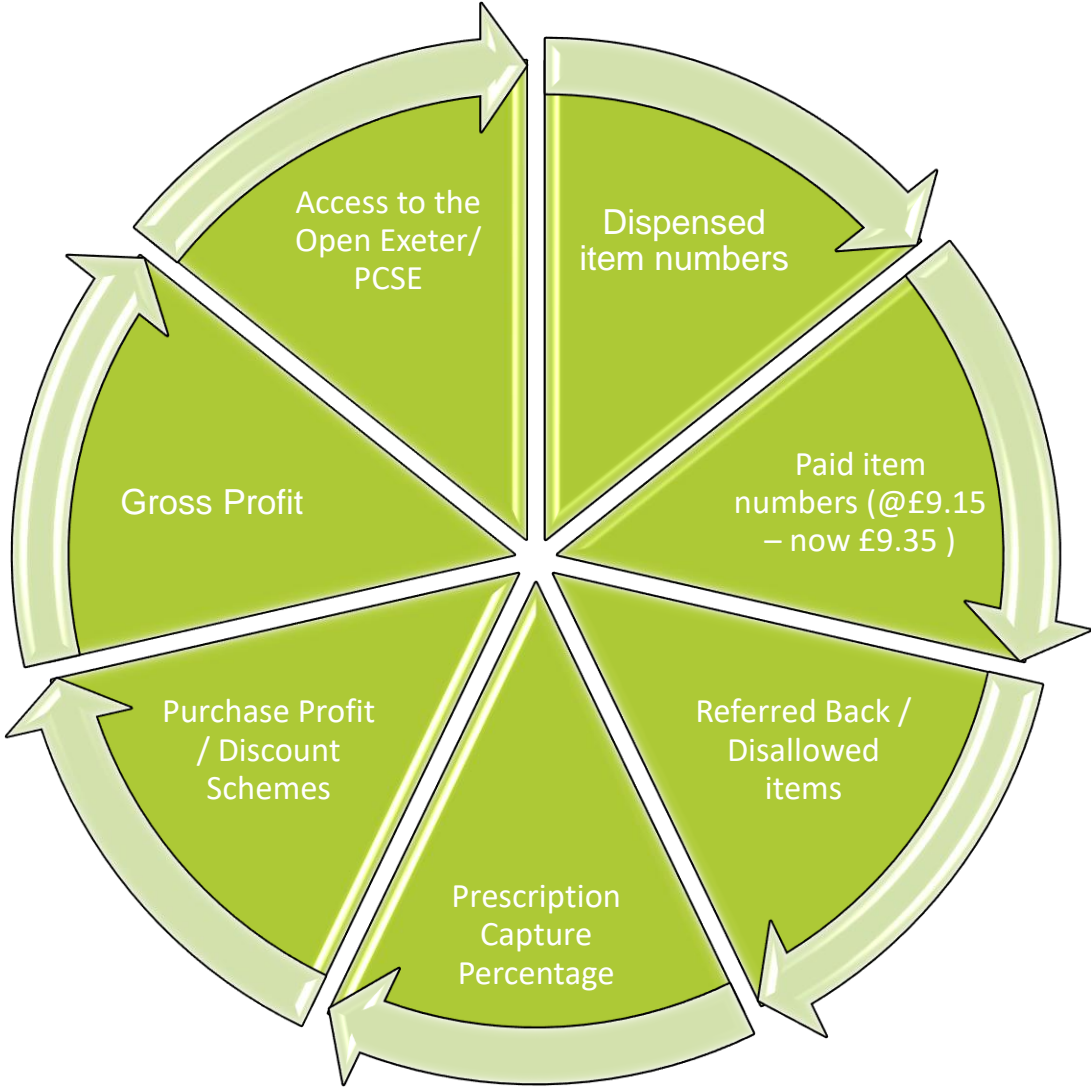 Dispensed
item numbers
Paid item
numbers (@£9.15
– now £9.35 )
Referred Back /
Disallowed
items
Prescription
Capture
Percentage
Purchase Profit
/ Discount
Schemes
Gross Profit
Access to the
Open Exeter/
PCSE